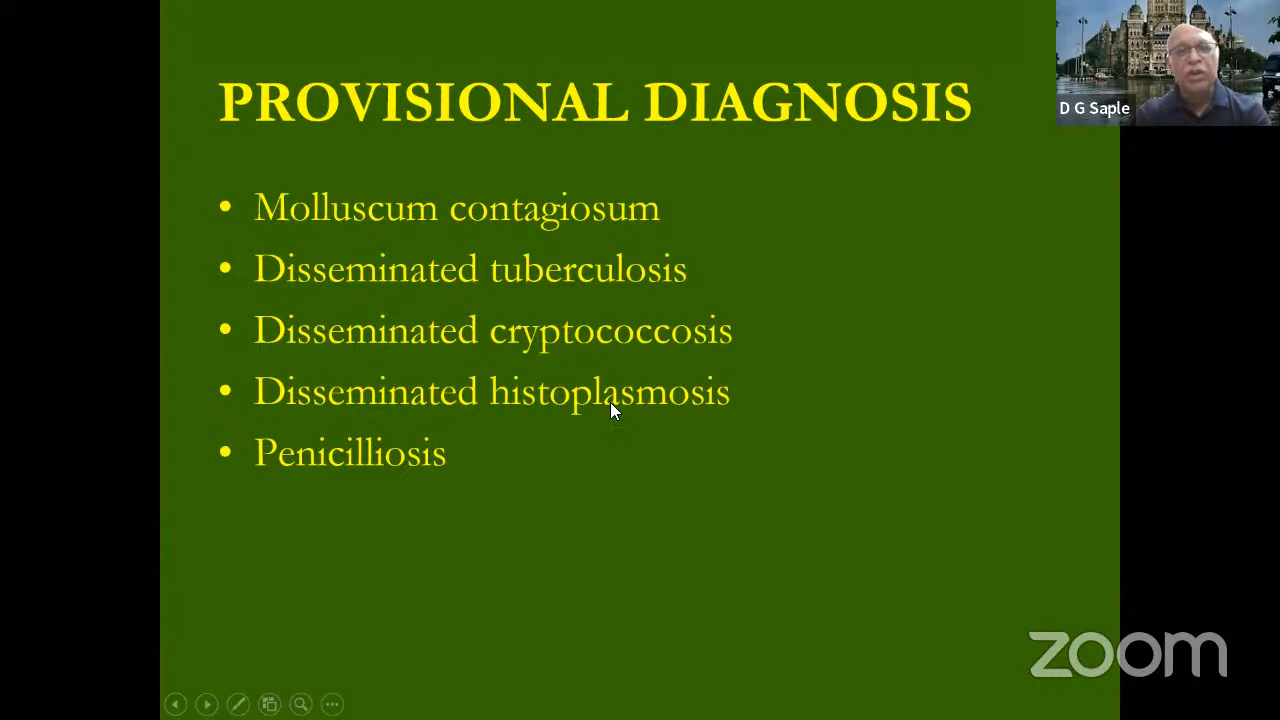 PROVISIONAL DIAGNOSIS
D G Saple
• Molluscum contagiosum
• Disseminated tuberculosis
• Disseminated cryptococcosis
• Disseminated histoplasmosis
• Penicilliosis
zoom